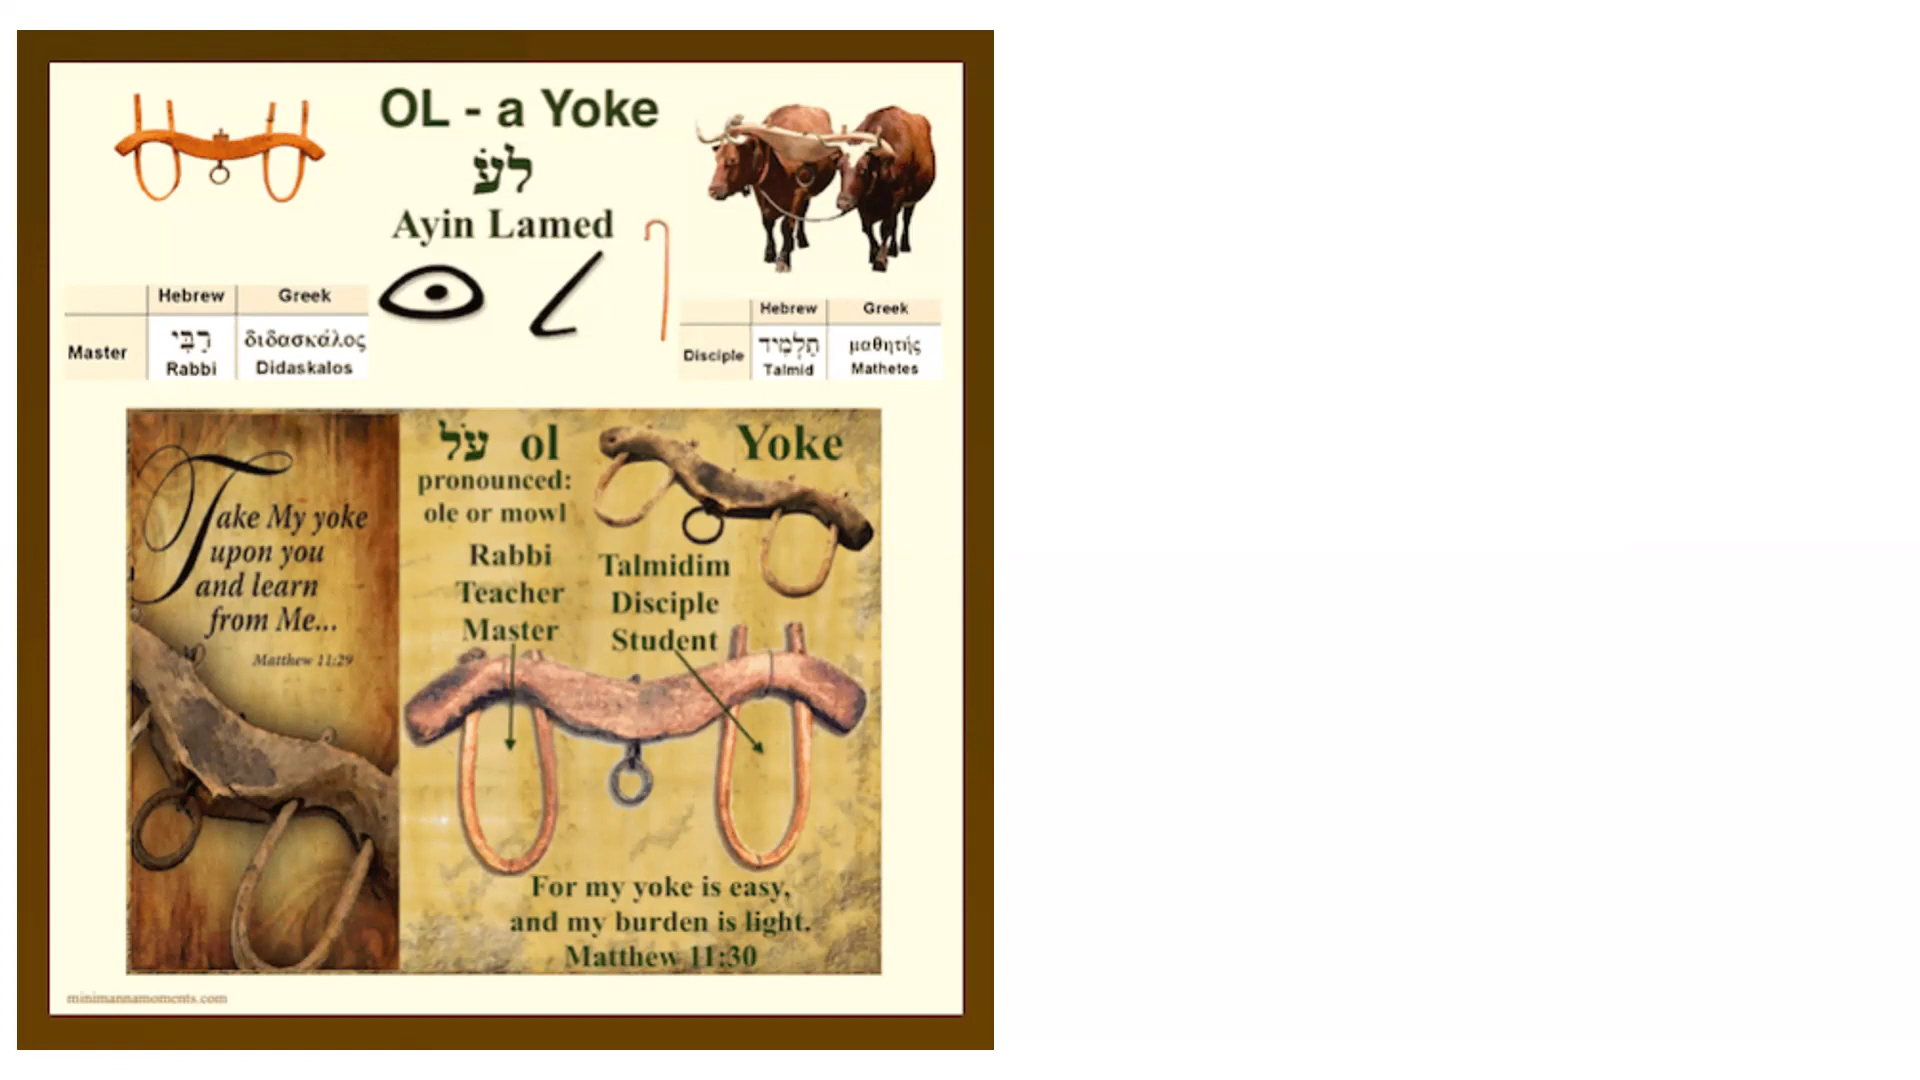 OL - a Yoke
לעֹ
Ayin Lamed
Hebrew Greek
Master רַבִּי διδασκάλος
Rabbi Didaskalos
Hebrew Greek
Disciple תַלְמִיד μαθητής
Talmid Mathetes
Take My yoke
upon you
and learn
from Me...
Matthew 11:29
עֹל ol Yoke
pronounced:
ole or mowl
Rabbi
Teacher
Master
Talmidim
Disciple
Student
For my yoke is easy,
and my burden is light.
Matthew 11:30
minimannamoments.com